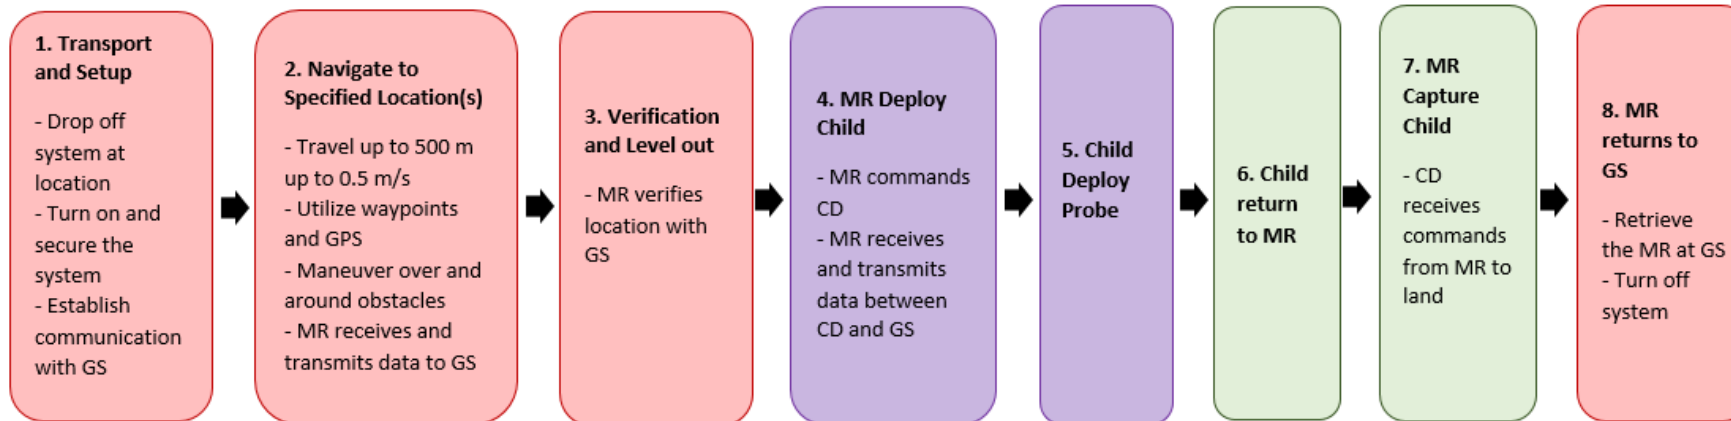 1. Transport
and Setup
- Drop off
system at
location
- Turn on and
secure the
system
- Establish
communication
with GS
2. Navigate to
Specified Location(s)
- Travel up to 500 m
up to 0.5 m/s
- Utilize waypoints
and GPS
- Maneuver over and
around obstacles
- MR receives and
transmits data to GS
3. Verification
and Level out
- MR verifies
location with
GS
4. MR Deploy
Child
- MR commands
CD
- MR receives
and transmits
data between
CD and GS
5. Child
Deploy
Probe
6. Child
return
to MR
7. MR
Capture
Child
- CD
receives
commands
from MR to
land
8. MR
returns to
GS
- Retrieve
the MR at GS
- Turn off
system